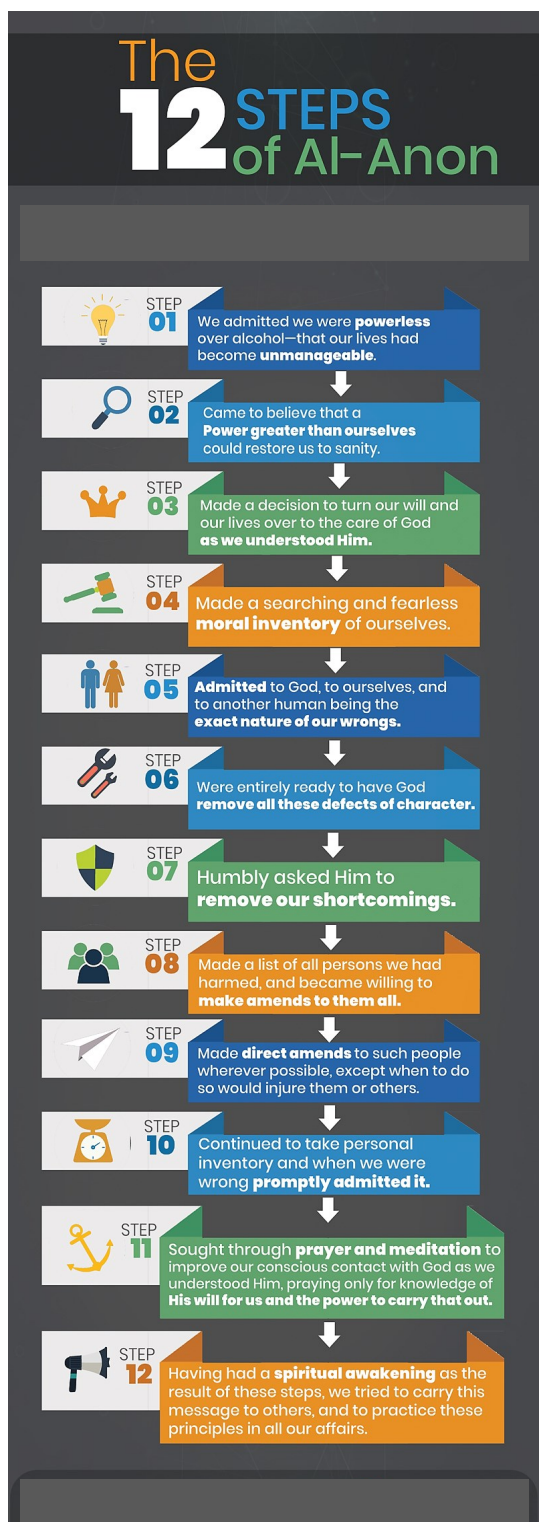 The
12 STEPS
of Al-Anon
STEP
01
We admitted we were powerless
over alcohol—that our lives had
become unmanageable.
STEP
02
Came to believe that a
Power greater than ourselves
could restore us to sanity.
STEP
03
Made a decision to turn our will and
our lives over to the care of God
as we understood Him.
STEP
04
Made a searching and fearless
moral inventory of ourselves.
STEP
05
Admitted to God, to ourselves, and
to another human being the
exact nature of our wrongs.
STEP
06
Were entirely ready to have God
remove all these defects of character.
STEP
07
Humbly asked Him to
remove our shortcomings.
STEP
08
Made a list of all persons we had
harmed, and became willing to
make amends to them all.
STEP
09
Made direct amends to such people
wherever possible, except when to do
so would injure them or others.
STEP
10
Continued to take personal
inventory and when we were
wrong promptly admitted it.
STEP
11
Sought through prayer and meditation to
improve our conscious contact with God as we
understood Him, praying only for knowledge of
His will for us and the power to carry that out.
STEP
12
Having had a spiritual awakening as the
result of these steps, we tried to carry this
message to others, and to practice these
principles in all our affairs.